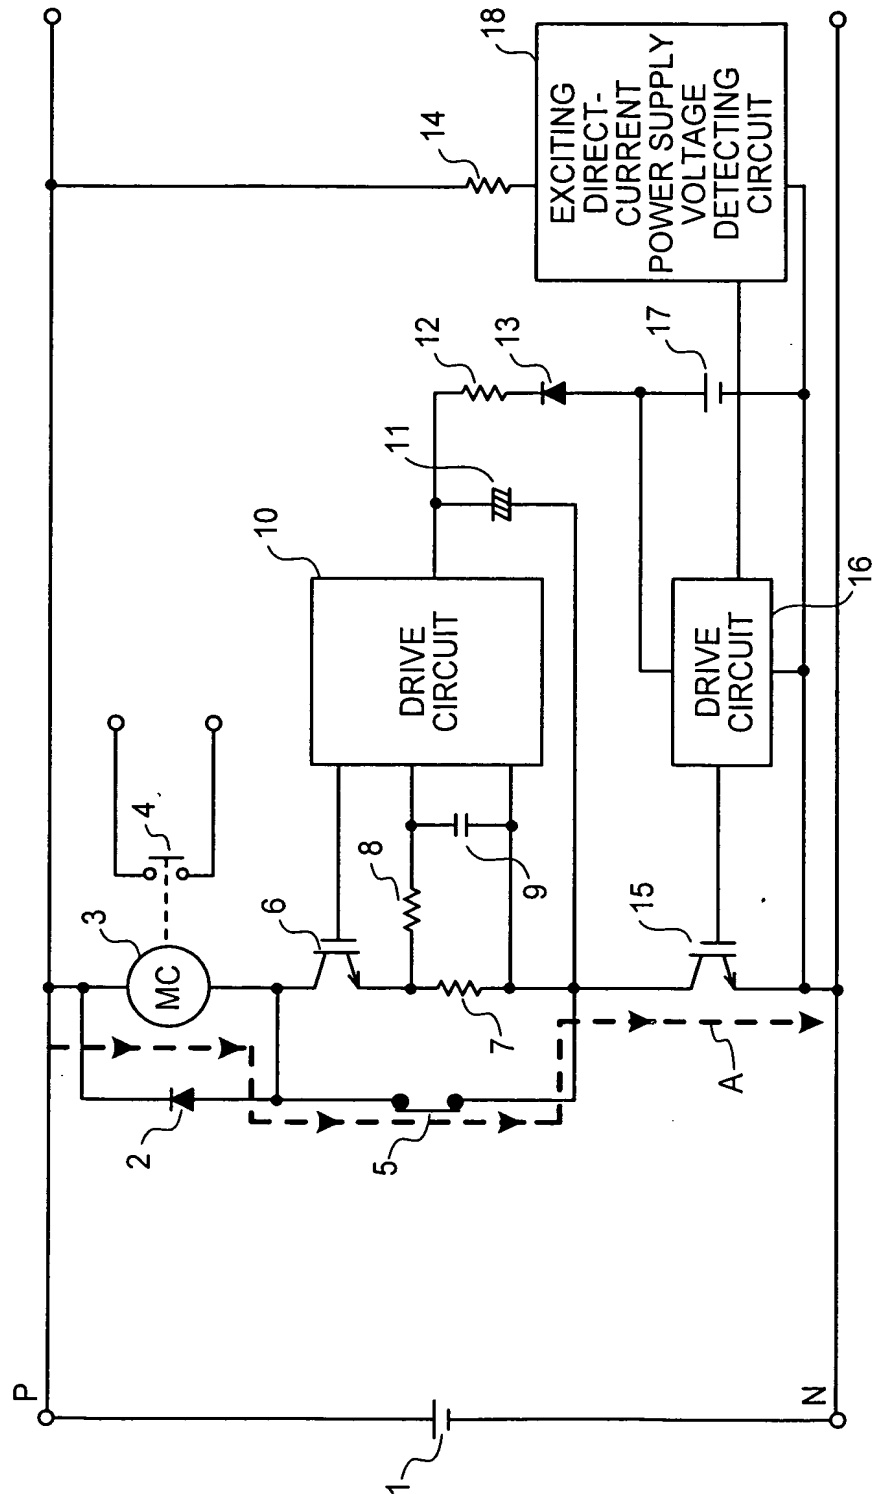 P
N
1
2
3
MC
4
5
6
7
8
9
10
DRIVE
CIRCUIT
11
12
13
14
15
A
DRIVE
CIRCUIT
16
17
18
EXCITING
DIRECT-
CURRENT
POWER SUPPLY
VOLTAGE
DETECTING
CIRCUIT